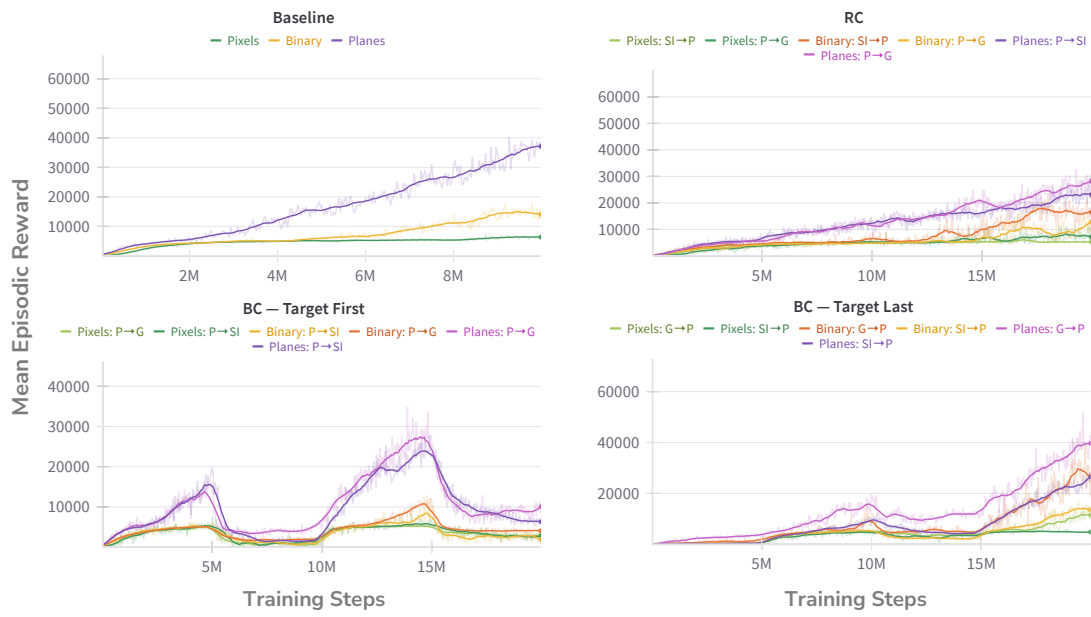 Mean Episodic Reward
Baseline
Pixels Binary Planes
60000
50000
40000
30000
20000
10000
2M 4M 6M 8M
RC
Pixels: SI→P Pixels: P→G Binary: SI→P Binary: P→G Planes: P→SI
Planes: P→G
60000
50000
40000
30000
20000
10000
5M 10M 15M
BC — Target First
Pixels: P→G Pixels: P→SI Binary: P→SI Binary: P→G Planes: P→G
Planes: P→SI
40000
30000
20000
10000
5M 10M 15M
Training Steps
BC — Target Last
Pixels: G→P Pixels: SI→P Binary: G→P Binary: SI→P Planes: G→P
Planes: SI→P
60000
40000
20000
5M 10M 15M
Training Steps